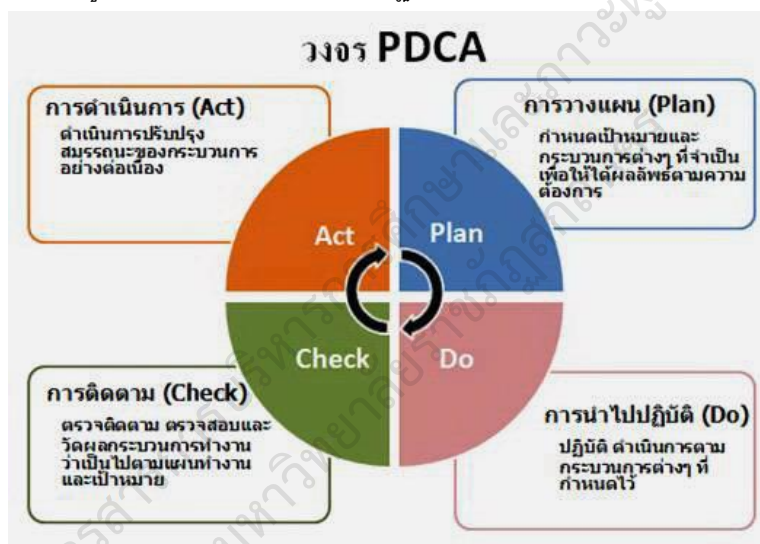 วงจร PDCA
การดำเนินการ (Act)
ดำเนินการปรับปรุง
สมรรถนะของกระบวนการ
อย่างต่อเนื่อง
การวางแผน (Plan)
กำหนดเป้าหมายและ
กระบวนการต่างๆ ที่จำเป็น
เพื่อให้ได้ผลลัพธ์ตามความ
ต้องการ
Act
Plan
Check
Do
การติดตาม (Check)
ตรวจติดตาม ตรวจสอบและ
วัดผลกระบวนการทำงาน
ว่าเป็นไปตามแผนทำงาน
และเป้าหมาย
การนำไปปฏิบัติ (Do)
ปฏิบัติ ดำเนินการตาม
กระบวนการต่างๆ ที่
กำหนดไว้